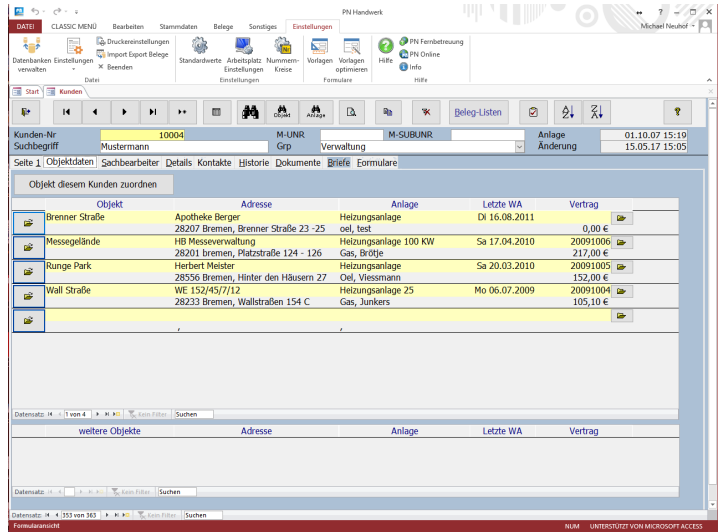 PN Handwerk
DATEI CLASSIC MENÜ Bearbeiten Stammdaten Belege Sonstiges Einstellungen Michael Neuhof
Datenbanken verwalten
Einstellungen
Druckereinstellungen
Import Export Belege
Beenden
Datei
Standardwerte
Arbeitsplatz Einstellungen
Nummern- Kreise
Einstellungen
Vorlagen
Vorlagen optimieren
Formulare
Hilfe
PN Fernbetreuung
PN Online
Info
Hilfe
Start Kunden
Objekt Anlage Beleg-Listen
Kunden-Nr 10004 M-UNR M-SUBUNR Anlage 01.10.07 15:19
Suchbegriff Mustermann Grp Verwaltung Änderung 15.05.17 15:05
Seite 1 Objektdaten Sachbearbeiter Details Kontakte Historie Dokumente Briefe Formulare
Objekt diesem Kunden zuordnen
Objekt Adresse Anlage Letzte WA Vertrag
Brenner Straße Apotheke Berger Heizungsanlage Di 16.08.2011
28207 Bremen, Brenner Straße 23 -25 oel, test 0,00 €
Messegelände HB Messeverwaltung Heizungsanlage 100 KW Sa 17.04.2010 20091006
28201 bremen, Platzstraße 124 - 126 Gas, Brötje 217,00 €
Runge Park Herbert Meister Heizungsanlage Sa 20.03.2010 20091005
28556 Bremen, Hinter den Häusern 27 Oel, Viessmann 152,00 €
Wall Straße WE 152/45/7/12 Heizungsanlage 25 Mo 06.07.2009 20091004
28233 Bremen, Wallstraßen 154 C Gas, Junkers 105,10 €
, ,
Datensatz: 1 von 4 Kein Filter Suchen
weitere Objekte Adresse Anlage Letzte WA Vertrag
Datensatz: Kein Filter Suchen
Datensatz: 353 von 363 Kein Filter Suchen
Formularansicht NUM UNTERSTÜTZT VON MICROSOFT ACCESS